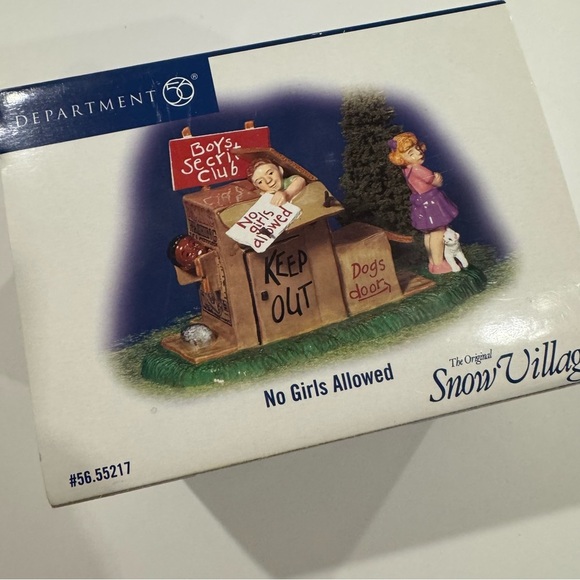 DEPARTMENT 56®
Boys
Secrit
Club
No
girls
allowed
KEEP
OUT
Dogs
door
No Girls Allowed
The Original
Snow Villag
#56.55217